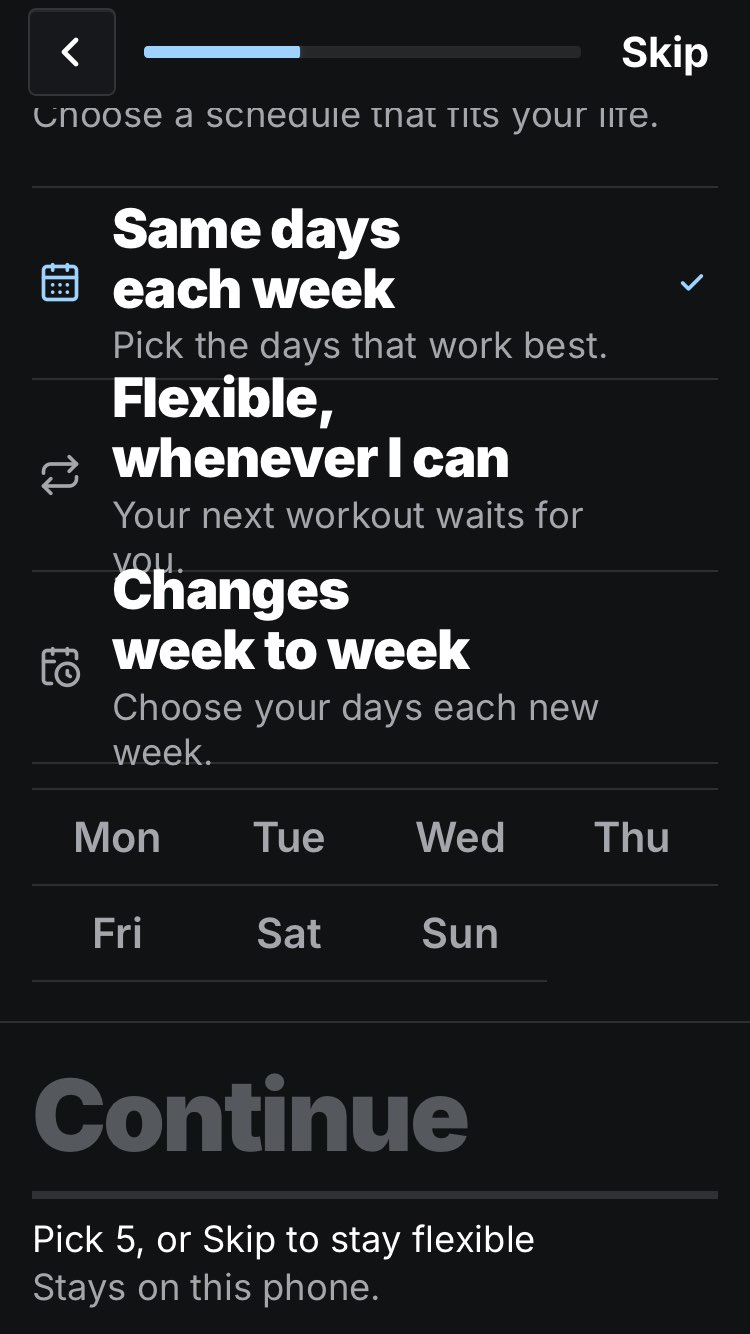 Skip
Choose a schedule that fits your life.
Same days
each week
Pick the days that work best.
Flexible,
whenever I can
Your next workout waits for
you.
Changes
week to week
Choose your days each new
week.
Mon Tue Wed Thu
Fri Sat Sun
Continue
Pick 5, or Skip to stay flexible
Stays on this phone.